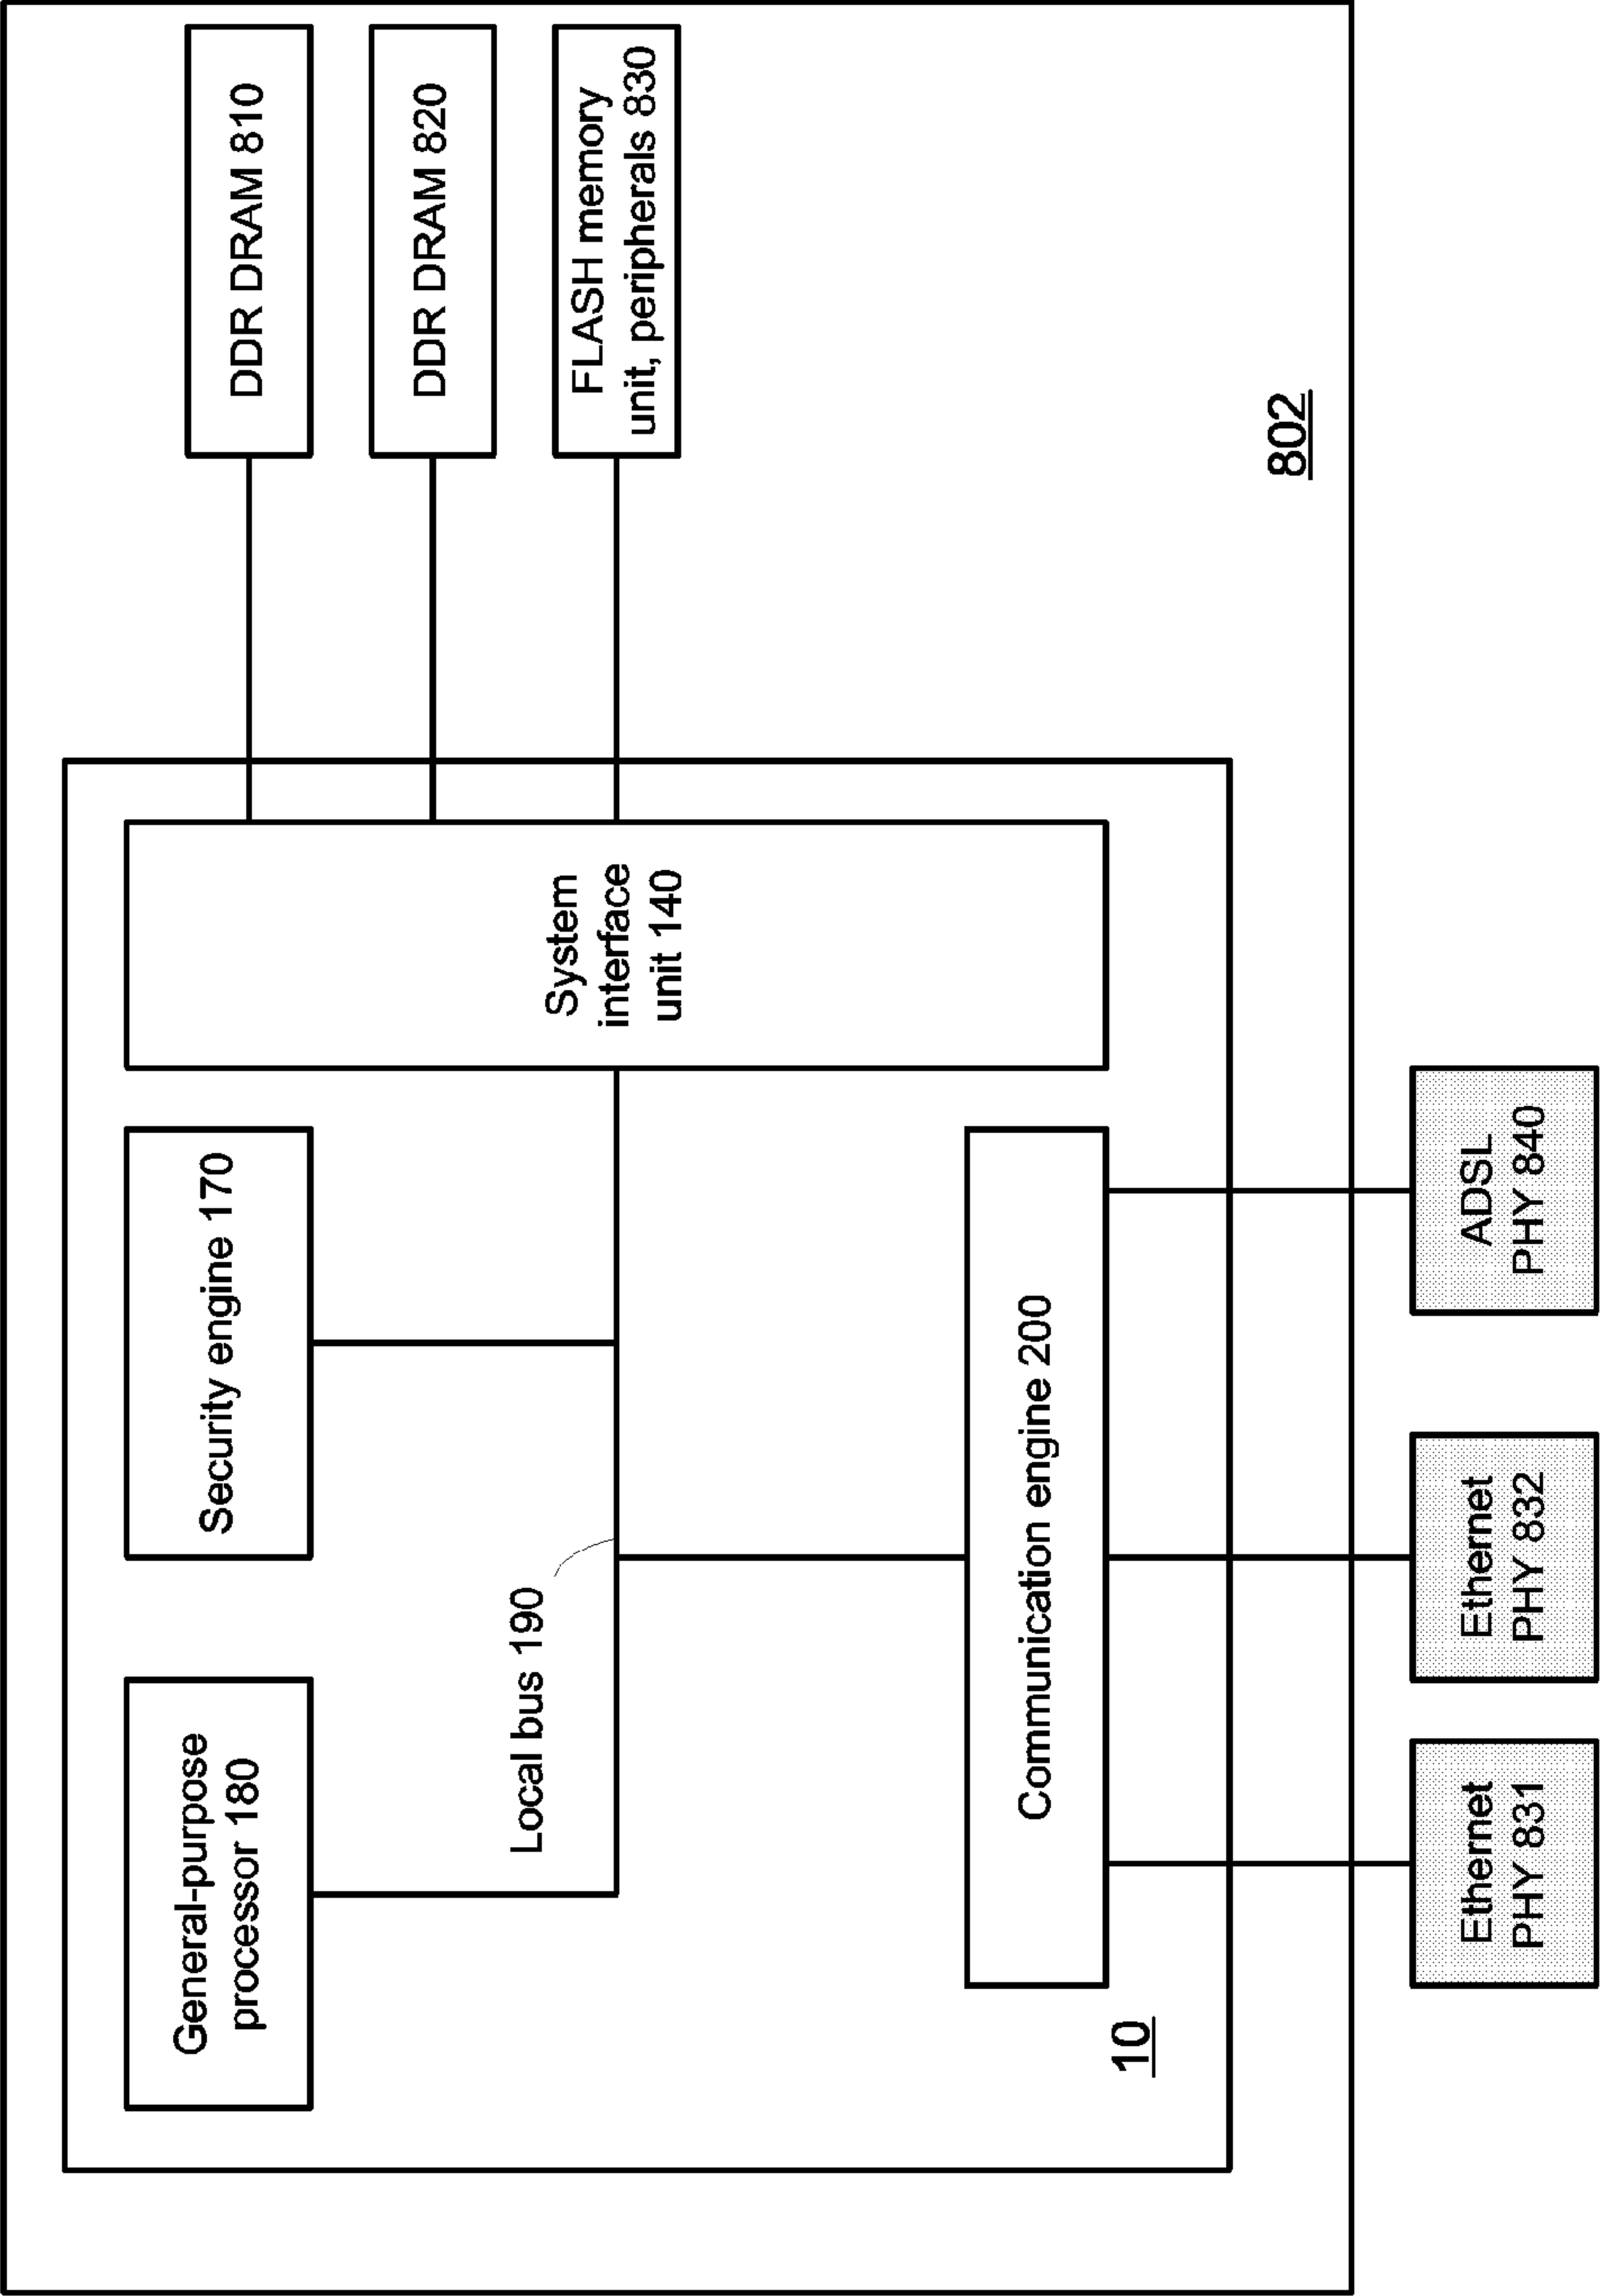 General-purpose
processor 180
Security engine 170
DDR DRAM 810
DDR DRAM 820
FLASH memory
unit, peripherals 830
System
interface
unit 140
Local bus 190
Communication engine 200
10
802
Ethernet
PHY 831
Ethernet
PHY 832
ADSL
PHY 840